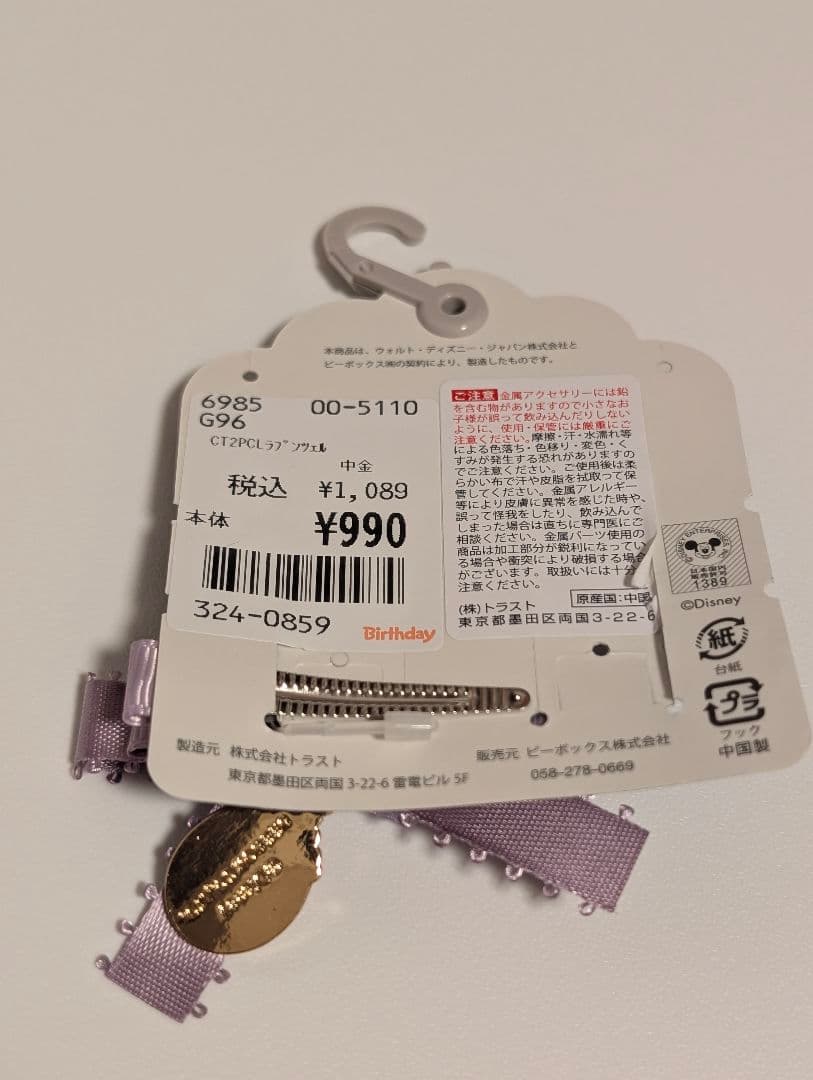 本商品は、ウォルト・ディズニー・ジャパン株式会社と
ビーボックス㈱の契約により、製造したものです。
6985
00-5110
G96
CT2PCLラプンツェル
中金
税込 ¥1,089
本体 ¥990
324-0859
Birthday
ご注意 金属アクセサリーには鉛
を含む物がありますので小さなお
子様が誤って飲み込んだりしない
ように、使用・保管には厳重にご
注意ください。摩擦・汗・水濡れ等
による色落ち・色移り・変色・く
すみが発生する恐れがありますの
でご注意ください。ご使用後は柔
らかい布で汗や皮脂を拭取って保
管してください。金属アレルギー
等により皮膚に異常を感じた時や、
誤って怪我をしたり、飲み込んで
しまった場合は直ちに専門医にご
相談ください。金属パーツ使用の
商品は加工部分が鋭利になってい
る場合や衝突により破損する場合
がございます。取扱いには十分
注意ください。
原産国:中国
(株)トラスト
東京都墨田区両国3-22-6
DISNEY ENTERPRISES, INC.
日本国内
販売許可
1389
©Disney
紙
台紙
プラ
フック
中国製
製造元 株式会社トラスト
東京都墨田区両国 3-22-6 雷電ビル 5F
販売元 ビーボックス株式会社
058-278-0669